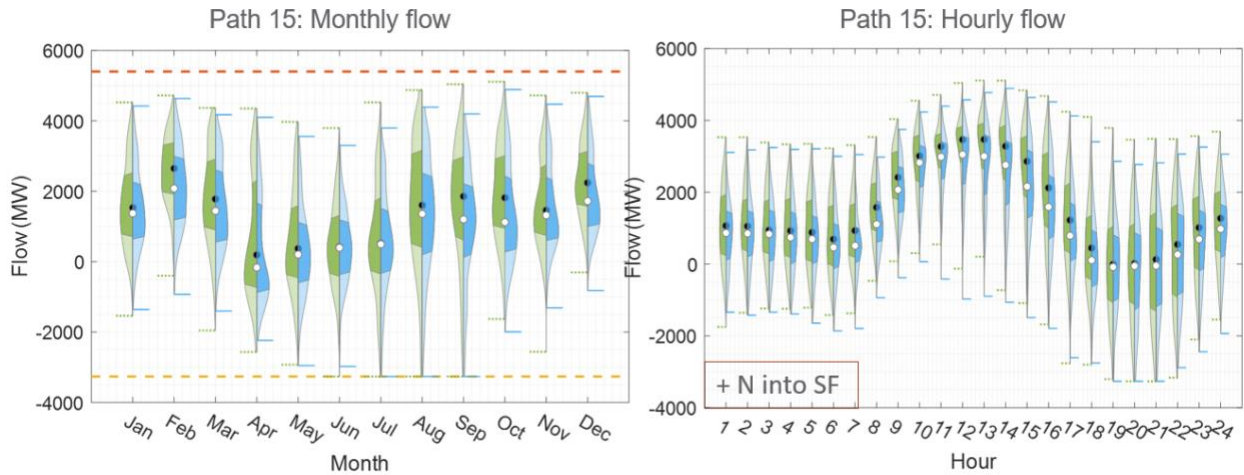 Path 15: Monthly flow
6000
4000
2000
0
-2000
-4000
Flow (MW)
Jan Feb Mar Apr May Jun Jul Aug Sep Oct Nov Dec
Month
Path 15: Hourly flow
6000
4000
2000
0
-2000
-4000
Flow (MW)
+ N into SF
1 2 3 4 5 6 7 8 9 10 11 12 13 14 15 16 17 18 19 20 21 22 23 24
Hour